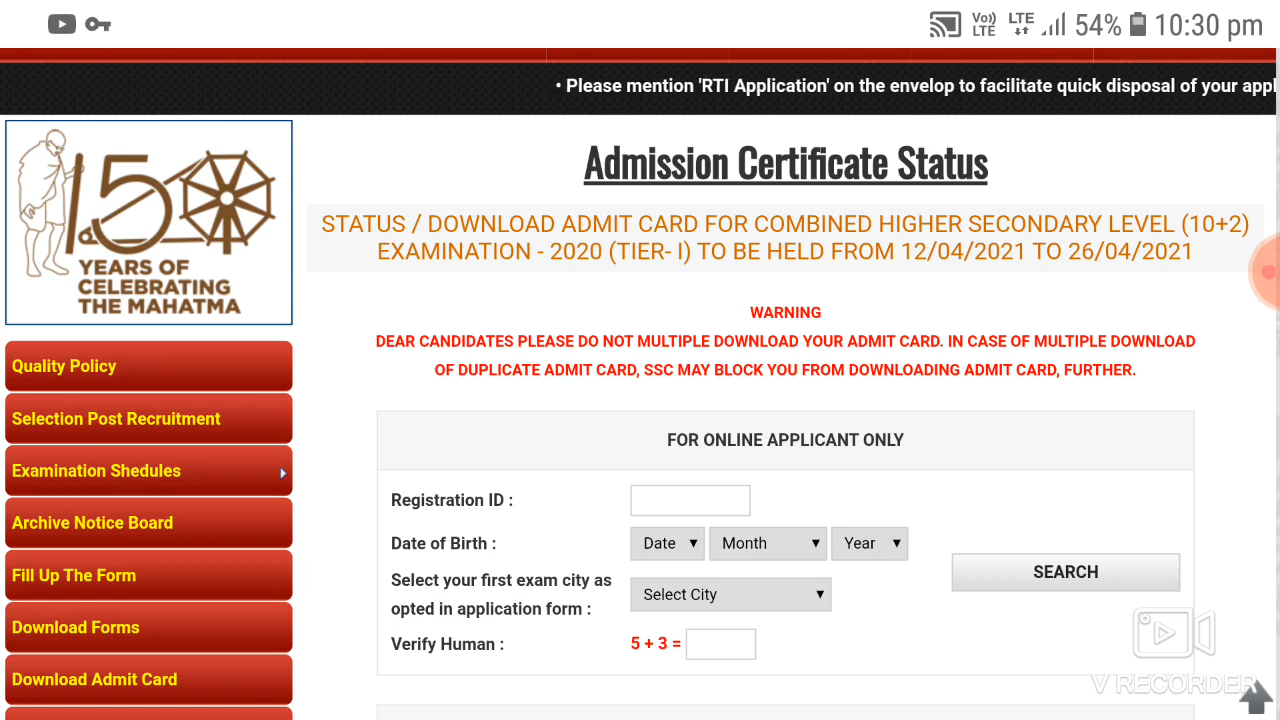 Vo)) LTE LTE 54% 10:30 pm
• Please mention 'RTI Application' on the envelop to facilitate quick disposal of your appl
150
YEARS OF
CELEBRATING
THE MAHATMA
Quality Policy
Selection Post Recruitment
Examination Shedules
Archive Notice Board
Fill Up The Form
Download Forms
Download Admit Card
Admission Certificate Status
STATUS / DOWNLOAD ADMIT CARD FOR COMBINED HIGHER SECONDARY LEVEL (10+2)
EXAMINATION - 2020 (TIER- I) TO BE HELD FROM 12/04/2021 TO 26/04/2021
WARNING
DEAR CANDIDATES PLEASE DO NOT MULTIPLE DOWNLOAD YOUR ADMIT CARD. IN CASE OF MULTIPLE DOWNLOAD
OF DUPLICATE ADMIT CARD, SSC MAY BLOCK YOU FROM DOWNLOADING ADMIT CARD, FURTHER.
FOR ONLINE APPLICANT ONLY
Registration ID :
Date of Birth : Date Month Year
Select your first exam city as
opted in application form : Select City
SEARCH
Verify Human : 5 + 3 =
V RECORDER